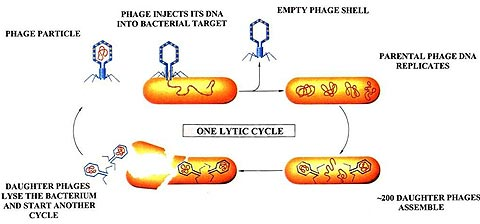 PHAGE PARTICLE
PHAGE INJECTS ITS DNA
INTO BACTERIAL TARGET
EMPTY PHAGE SHELL
PARENTAL PHAGE DNA
REPLICATES
ONE LYTIC CYCLE
DAUGHTER PHAGES
LYSE THE BACTERIUM
AND START ANOTHER
CYCLE
~200 DAUGHTER PHAGES
ASSEMBLE